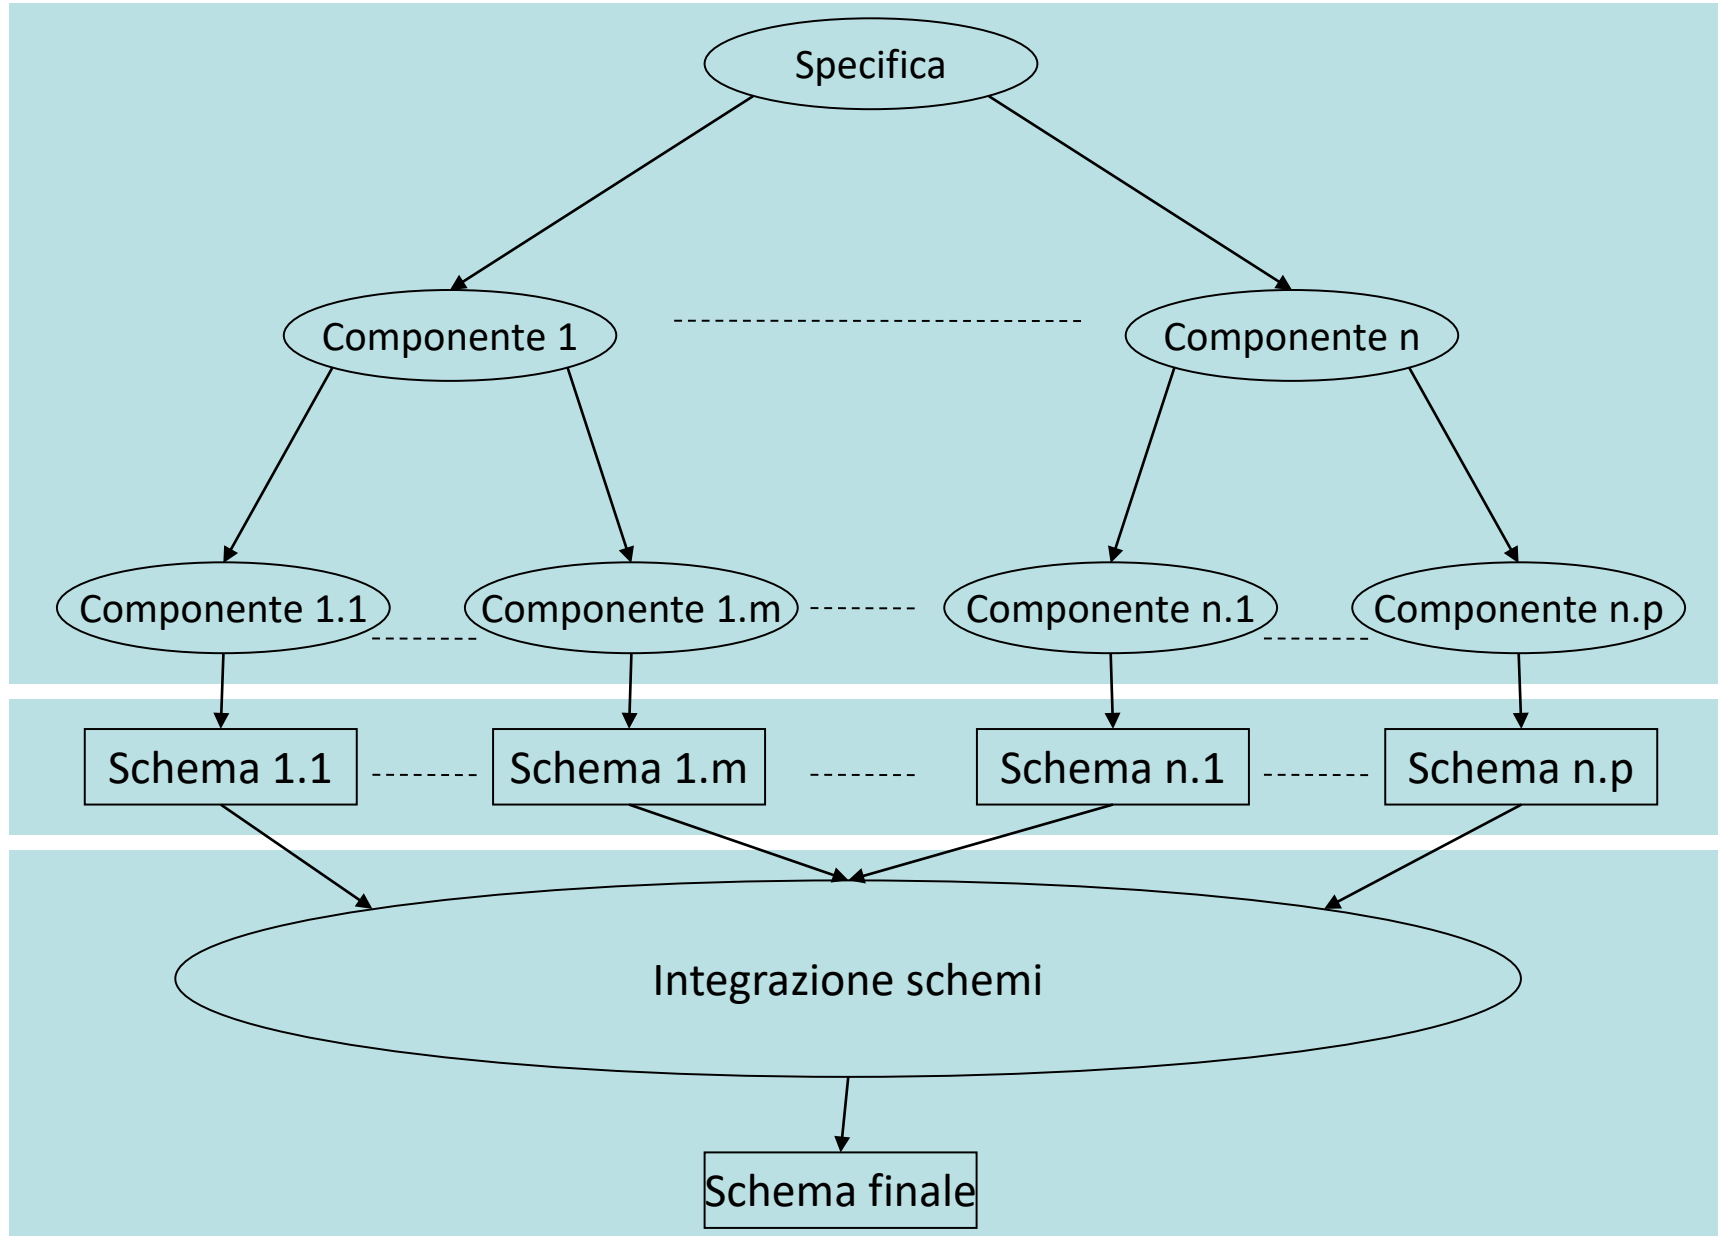 Specifica
Componente 1
Componente n
Componente 1.1
Componente 1.m
Componente n.1
Componente n.p
Schema 1.1
Schema 1.m
Schema n.1
Schema n.p
Integrazione schemi
Schema finale